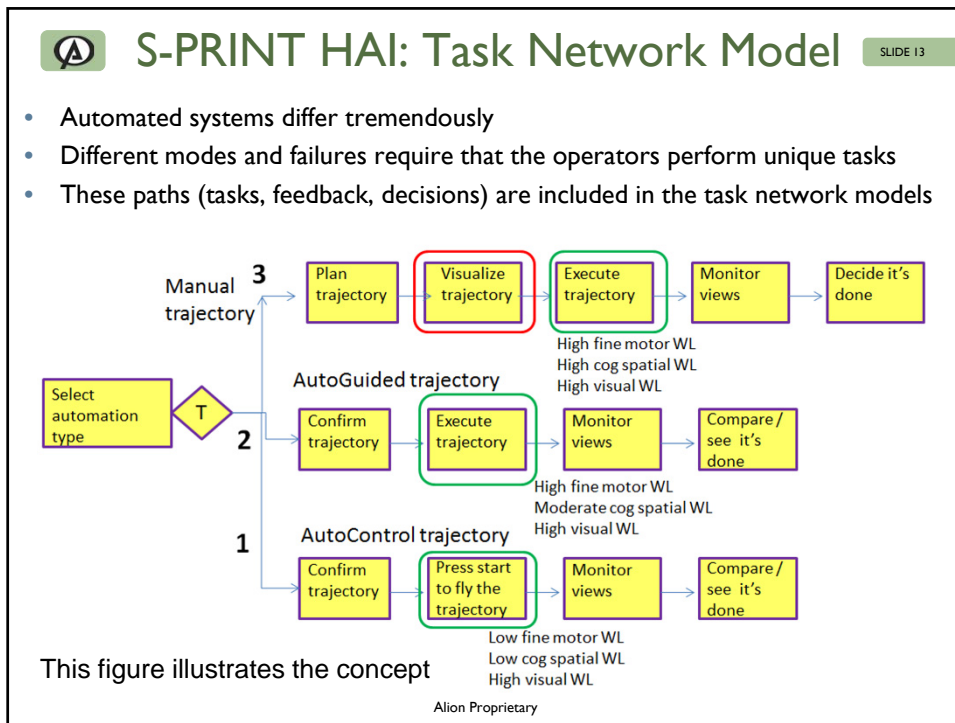 S-PRINT HAI: Task Network Model
SLIDE 13
• Automated systems differ tremendously
• Different modes and failures require that the operators perform unique tasks
• These paths (tasks, feedback, decisions) are included in the task network models
Manual
trajectory
3
Plan
trajectory
Visualize
trajectory
Execute
trajectory
Monitor
views
Decide it's
done
High fine motor WL
High cog spatial WL
High visual WL
Select
automation
type
T
AutoGuided trajectory
2
Confirm
trajectory
Execute
trajectory
Monitor
views
Compare /
see it's
done
High fine motor WL
Moderate cog spatial WL
High visual WL
AutoControl trajectory
1
Confirm
trajectory
Press start
to fly the
trajectory
Monitor
views
Compare /
see it's
done
Low fine motor WL
Low cog spatial WL
High visual WL
This figure illustrates the concept
Alion Proprietary